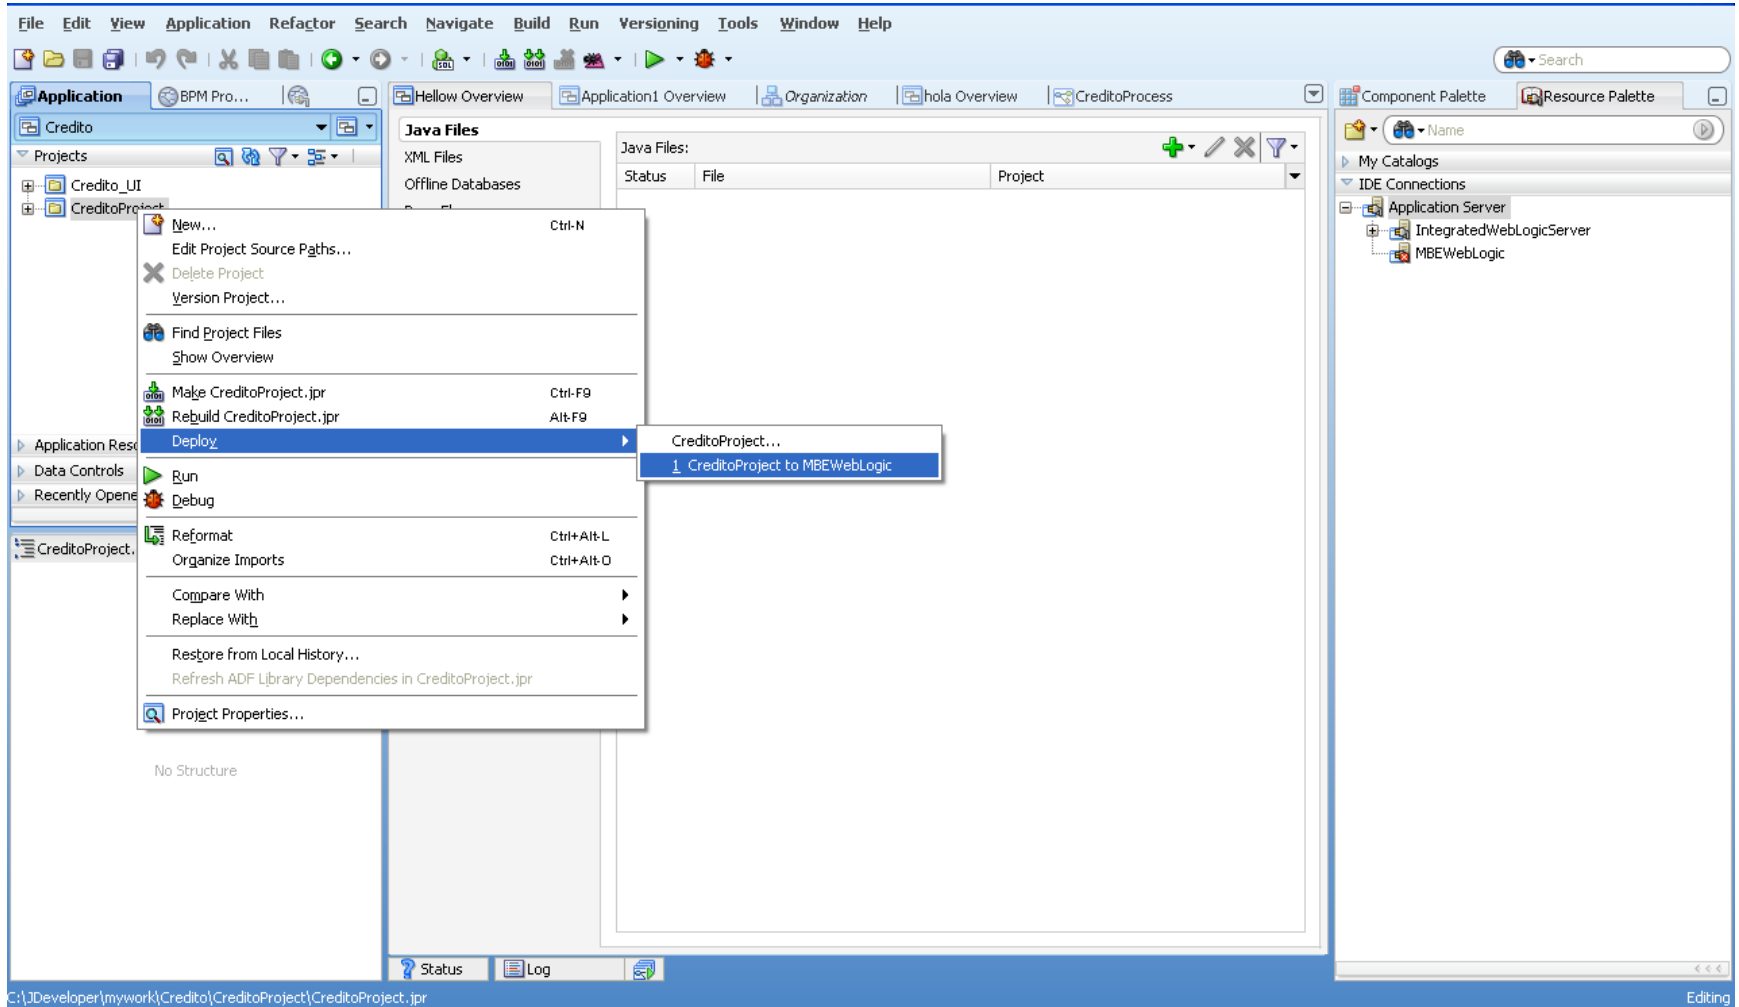 File Edit View Application Refactor Search Navigate Build Run Versioning Tools Window Help
Search
Application
BPM Pro...
Hellow Overview
Application1 Overview
Organization
hola Overview
CreditoProcess
Component Palette
Resource Palette
Credito
Projects
Credito_UI
CreditoProject
Application Reso
Data Controls
Recently Opene
CreditoProject.
No Structure
New... Ctrl-N
Edit Project Source Paths...
Delete Project
Version Project...
Find Project Files
Show Overview
Make CreditoProject.jpr Ctrl-F9
Rebuild CreditoProject.jpr Alt-F9
Deploy
Run
Debug
Reformat Ctrl+Alt-L
Organize Imports Ctrl+Alt-O
Compare With
Replace With
Restore from Local History...
Refresh ADF Library Dependencies in CreditoProject.jpr
Project Properties...
CreditoProject...
1 CreditoProject to MBEWebLogic
Java Files
XML Files
Offline Databases
Java Files:
Status File Project
Name
My Catalogs
IDE Connections
Application Server
IntegratedWebLogicServer
MBEWebLogic
Status
Log
C:\JDeveloper\mywork\Credito\CreditoProject\CreditoProject.jpr
Editing